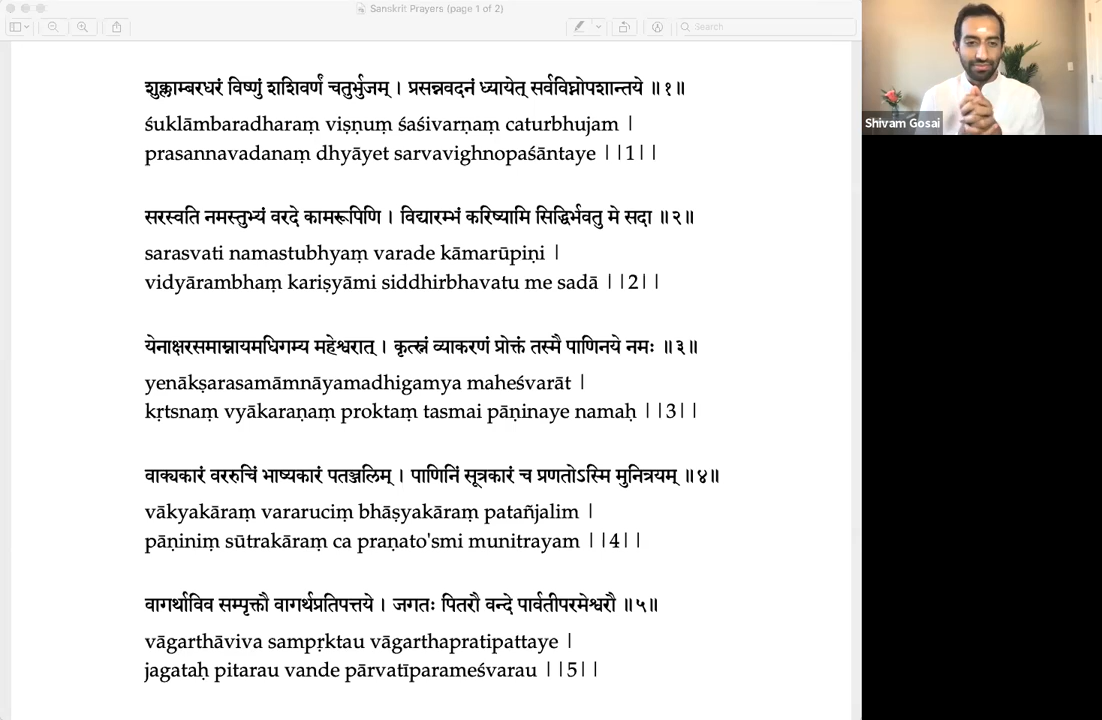 Sanskrit Prayers (page 1 of 2)
Search
शुक्लाम्बरधरं विष्णुं शशिवर्णं चतुर्भुजम् । प्रसन्नवदनं ध्यायेत् सर्वविघ्नोपशान्तये ॥१॥
śuklāmbaradharaṃ viṣṇuṃ śaśivarṇaṃ caturbhujam |
prasannavadanaṃ dhyāyet sarvavighnopaśāntaye ||1||
सरस्वति नमस्तुभ्यं वरदे कामरूपिणि । विद्यारम्भं करिष्यामि सिद्धिर्भवतु मे सदा ॥२॥
sarasvati namastubhyaṃ varade kāmarūpiṇi |
vidyārambhaṃ kariṣyāmi siddhirbhavatu me sadā ||2||
येनाक्षरसमाम्नायमधिगम्य महेश्वरात् । कृत्स्नं व्याकरणं प्रोक्तं तस्मै पाणिनये नमः ॥३॥
yenākṣarasamāmnāyamadhigamya maheśvarāt |
kṛtsnaṃ vyākaraṇaṃ proktaṃ tasmai pāṇinaye namaḥ ||3||
वाक्यकारं वररुचिं भाष्यकारं पतञ्जलिम् । पाणिनिं सूत्रकारं च प्रणतोऽस्मि मुनित्रयम् ॥४॥
vākyakāraṃ vararuciṃ bhāṣyakāraṃ patañjalim |
pāṇiniṃ sūtrakāraṃ ca praṇato'smi munitrayam ||4||
वागर्थाविव सम्पृक्तौ वागर्थप्रतिपत्तये । जगतः पितरौ वन्दे पार्वतीपरमेश्वरौ ॥५॥
vāgarthāviva sampṛktau vāgarthapratipattaye |
jagataḥ pitarau vande pārvatīparameśvarau ||5||
Shivam Gosai